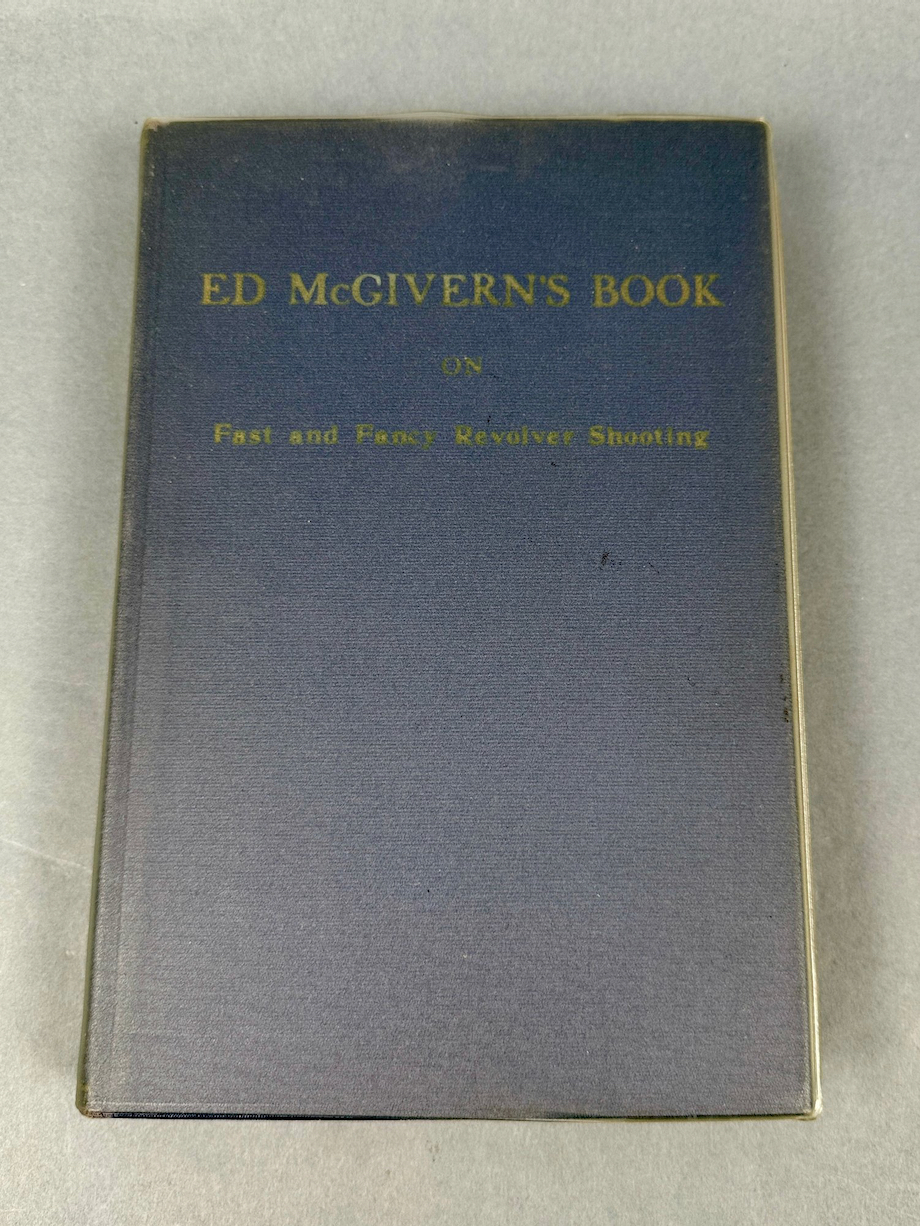 ED McGIVERN'S BOOK
ON
Fast and Fancy Revolver Shooting